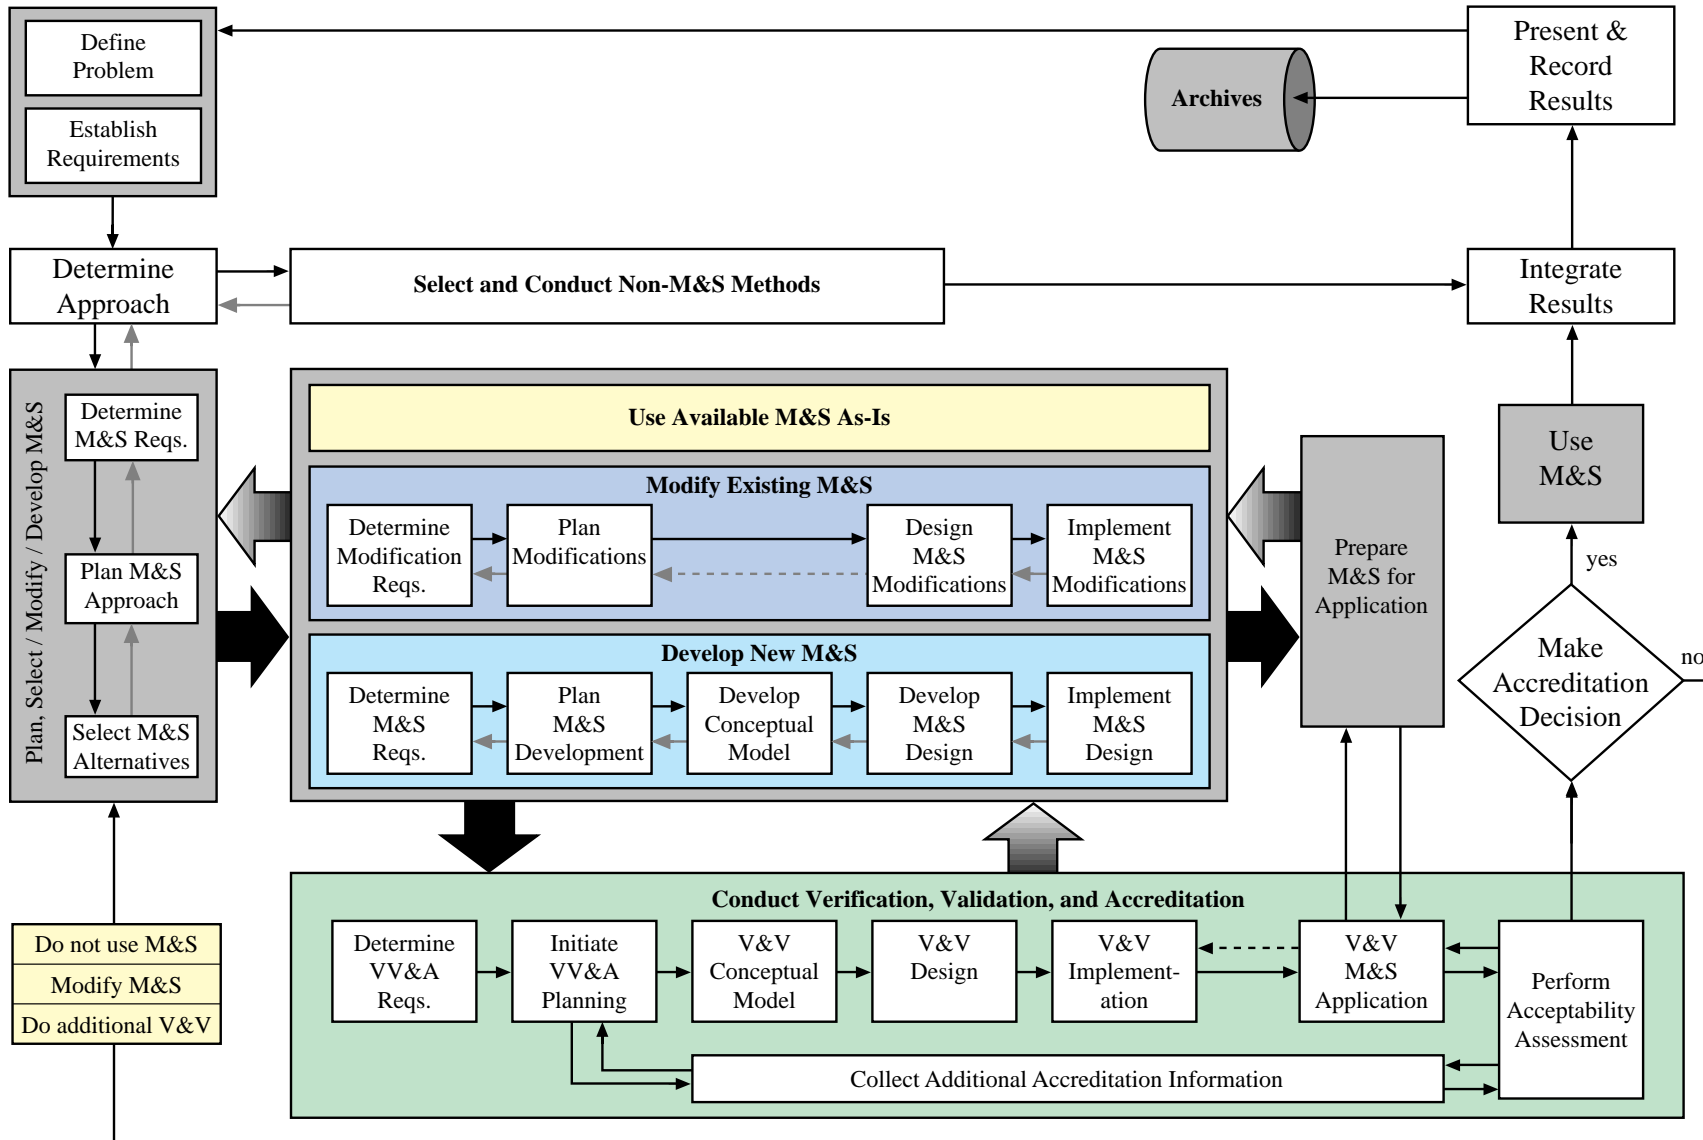 Define
Problem
Establish
Requirements
Present &
Record
Results
Archives
Determine
Approach
Select and Conduct Non-M&S Methods
Integrate
Results
Plan, Select / Modify / Develop M&S
Determine
M&S Reqs.
Plan M&S
Approach
Select M&S
Alternatives
Use Available M&S As-Is
Modify Existing M&S
Determine
Modification
Reqs.
Plan
Modifications
Design
M&S
Modifications
Implement
M&S
Modifications
Develop New M&S
Determine
M&S
Reqs.
Plan
M&S
Development
Develop
Conceptual
Model
Develop
M&S
Design
Implement
M&S
Design
Prepare
M&S for
Application
Use
M&S
yes
Make
Accreditation
Decision
no
Do not use M&S
Modify M&S
Do additional V&V
Conduct Verification, Validation, and Accreditation
Determine
VV&A
Reqs.
Initiate
VV&A
Planning
V&V
Conceptual
Model
V&V
Design
V&V
Implement-
ation
V&V
M&S
Application
Perform
Acceptability
Assessment
Collect Additional Accreditation Information